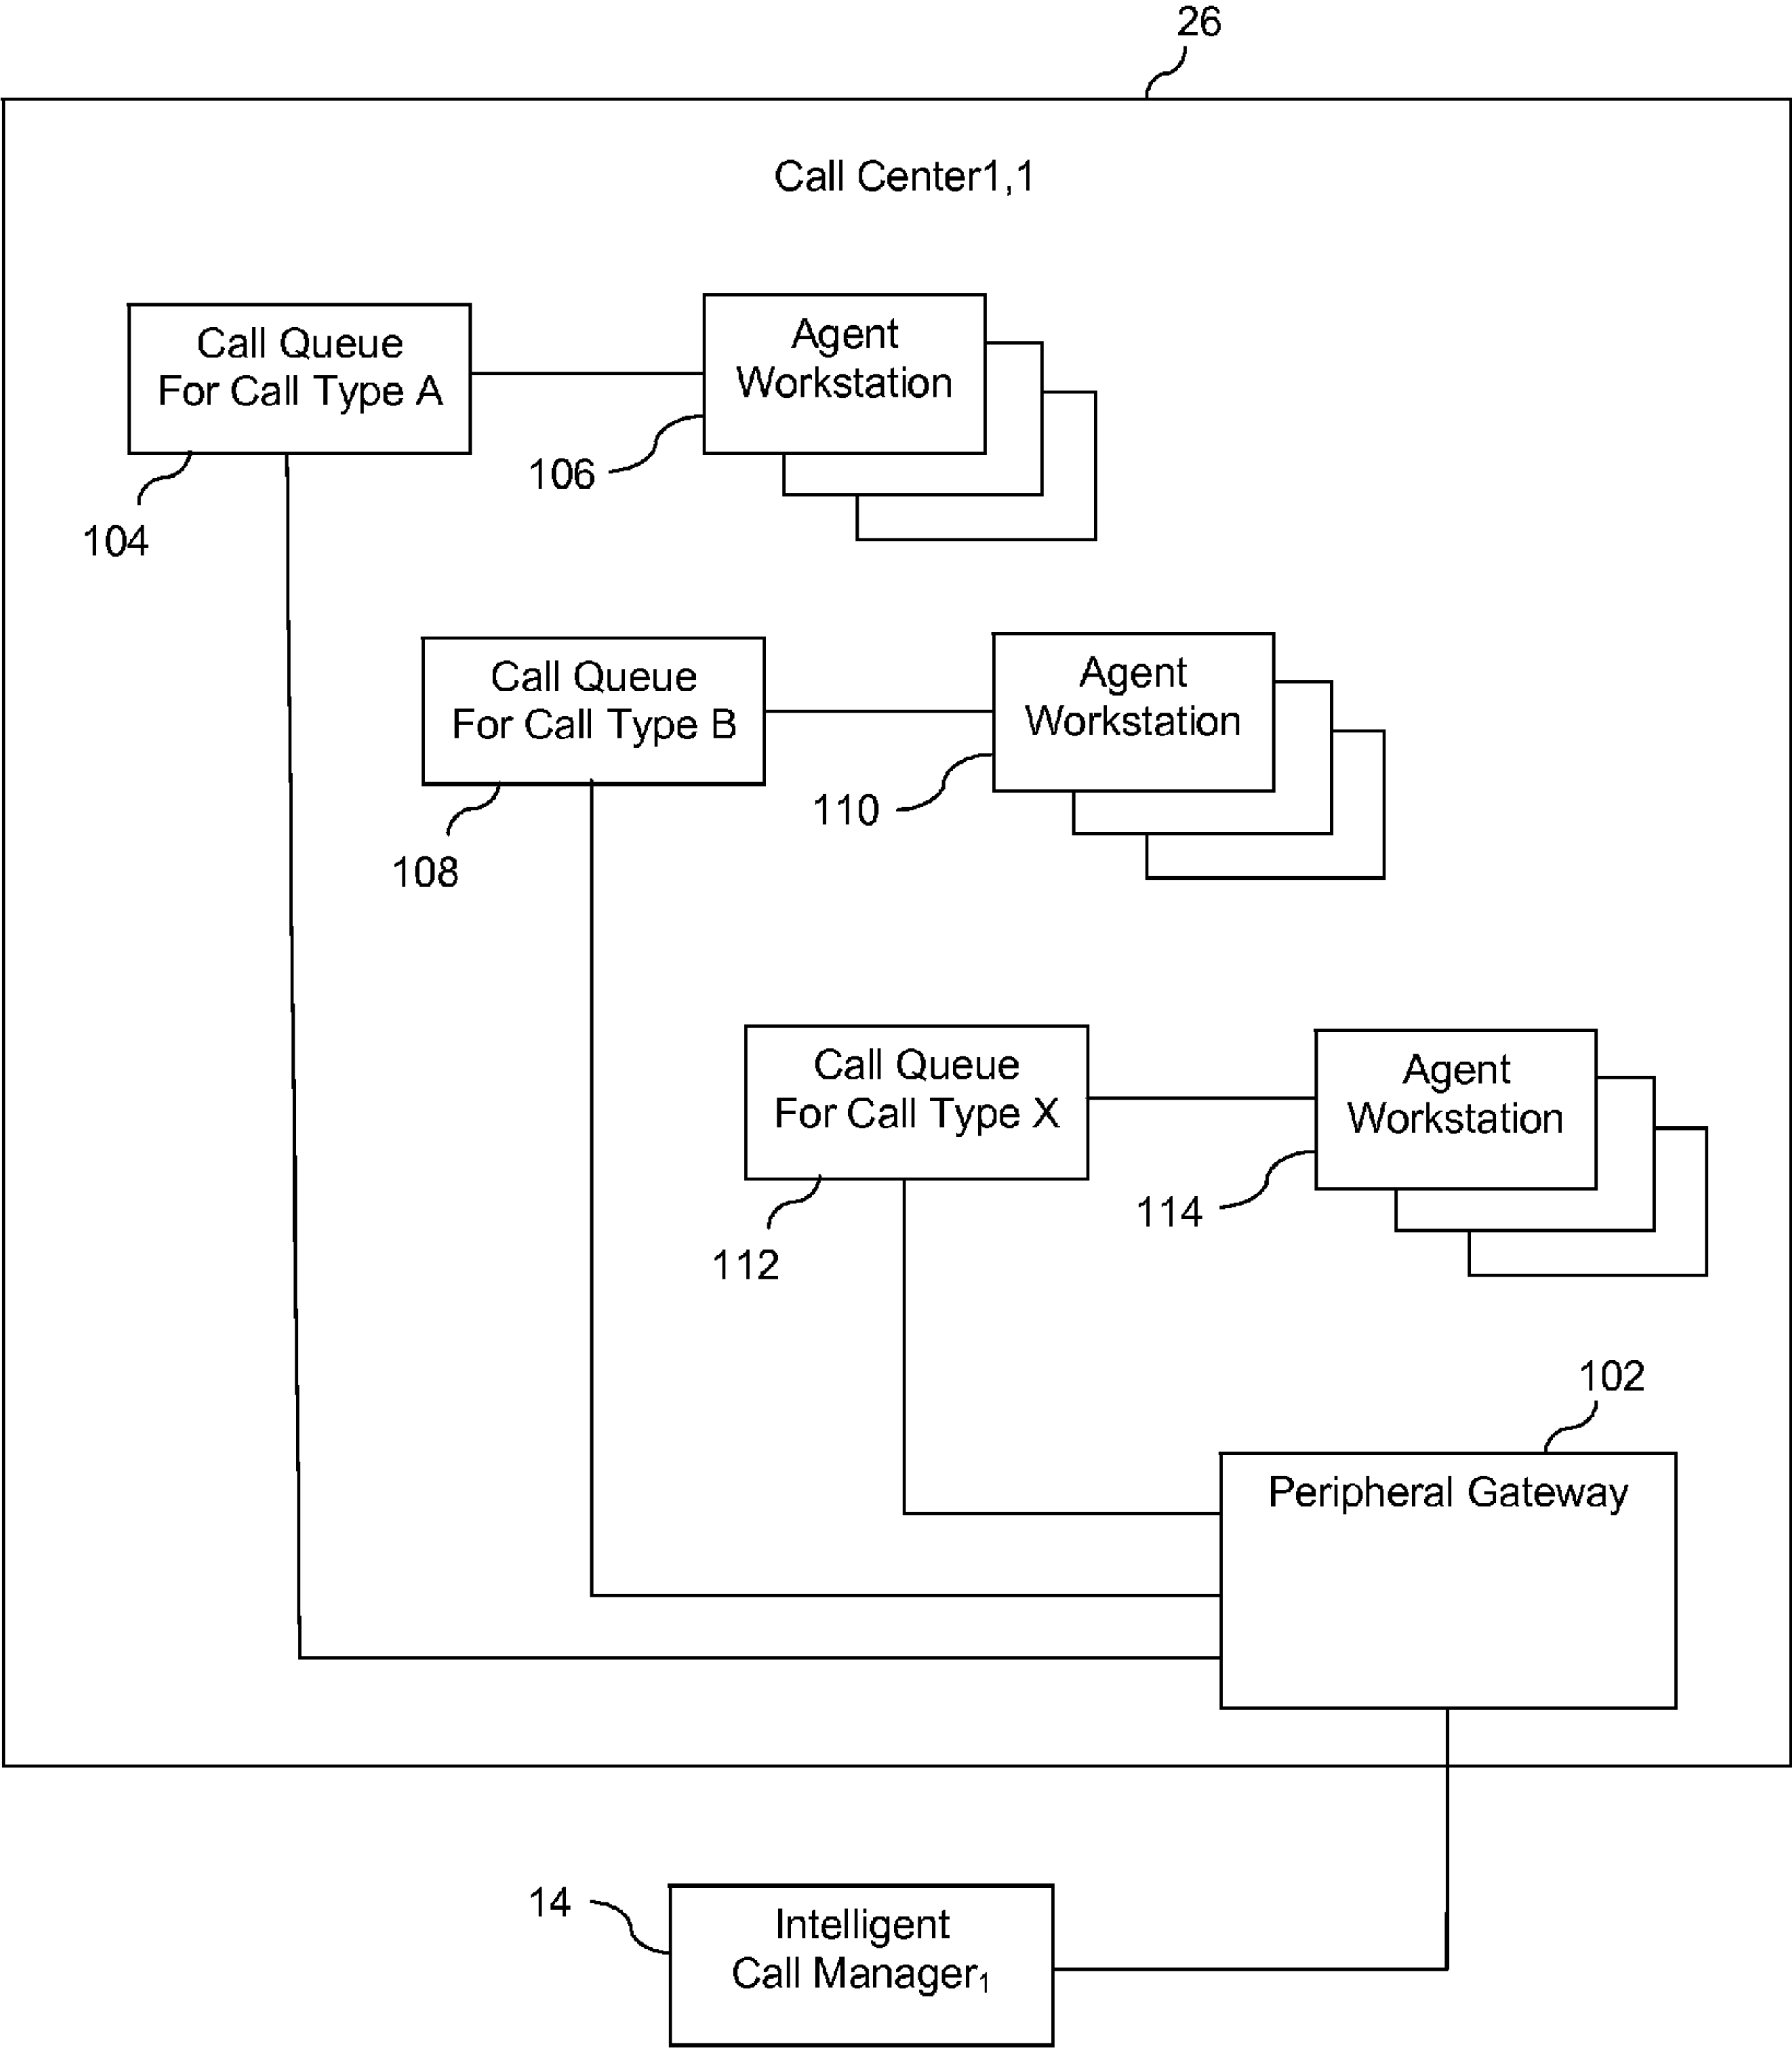 26
Call Center1,1
Call Queue
For Call Type A
Agent
Workstation
106
104
Call Queue
For Call Type B
Agent
Workstation
110
108
Call Queue
For Call Type X
Agent
Workstation
114
112
102
Peripheral Gateway
14
Intelligent
Call Manager₁